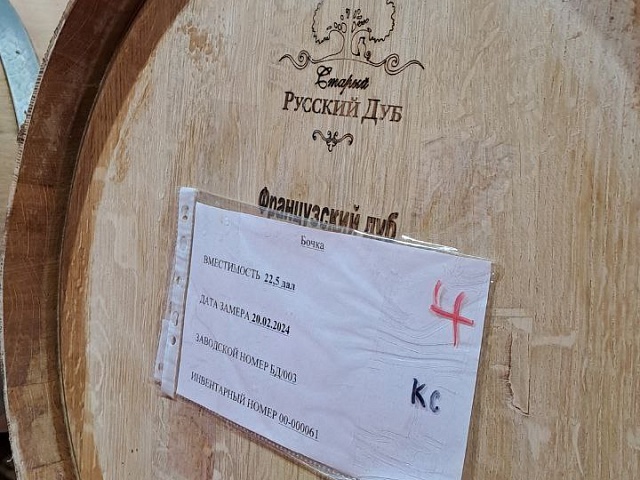 Старый
Русский Дуб
Французский дуб
Бочка
ВМЕСТИМОСТЬ 22,5 дал
ДАТА ЗАМЕРА 20.02.2024
ЗАВОДСКОЙ НОМЕР БД/003
ИНВЕНТАРНЫЙ НОМЕР 00-000061
4
КС